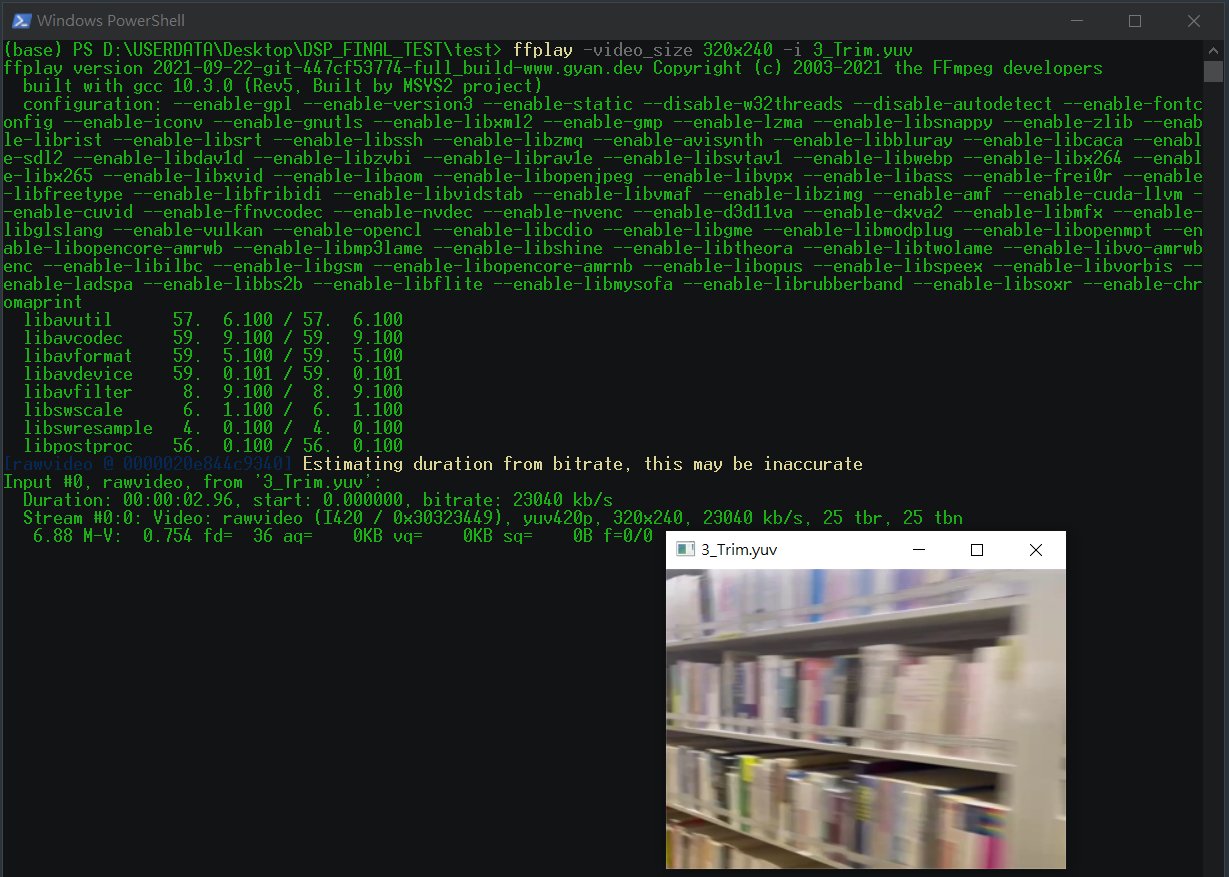 Windows PowerShell
(base) PS D:\USERDATA\Desktop\DSP_FINAL_TEST\test> ffplay -video_size 320x240 -i 3_Trim.yuv
ffplay version 2021-09-22-git-447cf53774-full_build-www.gyan.dev Copyright (c) 2003-2021 the FFmpeg developers
  built with gcc 10.3.0 (Rev5, Built by MSYS2 project)
  configuration: --enable-gpl --enable-version3 --enable-static --disable-w32threads --disable-autodetect --enable-fontc
onfig --enable-iconv --enable-gnutls --enable-libxml2 --enable-gmp --enable-lzma --enable-libsnappy --enable-zlib --enab
le-librist --enable-libsrt --enable-libssh --enable-libzmq --enable-avisynth --enable-libbluray --enable-libcaca --enabl
e-sdl2 --enable-libdav1d --enable-libzvbi --enable-librav1e --enable-libsvtav1 --enable-libwebp --enable-libx264 --enabl
e-libx265 --enable-libxvid --enable-libaom --enable-libopenjpeg --enable-libvpx --enable-libass --enable-frei0r --enable
-libfreetype --enable-libfribidi --enable-libvidstab --enable-libvmaf --enable-libzimg --enable-amf --enable-cuda-llvm -
-enable-cuvid --enable-ffnvcodec --enable-nvdec --enable-nvenc --enable-d3d11va --enable-dxva2 --enable-libmfx --enable-
libglslang --enable-vulkan --enable-opencl --enable-libcdio --enable-libgme --enable-libmodplug --enable-libopenmpt --en
able-libopencore-amrwb --enable-libmp3lame --enable-libshine --enable-libtheora --enable-libtwolame --enable-libvo-amrwb
enc --enable-libilbc --enable-libgsm --enable-libopencore-amrnb --enable-libopus --enable-libspeex --enable-libvorbis --
enable-ladspa --enable-libbs2b --enable-libflite --enable-libmysofa --enable-librubberband --enable-libsoxr --enable-chr
omaprint
  libavutil      57.  6.100 / 57.  6.100
  libavcodec     59.  9.100 / 59.  9.100
  libavformat    59.  5.100 / 59.  5.100
  libavdevice    59.  0.101 / 59.  0.101
  libavfilter     8.  9.100 /  8.  9.100
  libswscale      6.  1.100 /  6.  1.100
  libswresample   4.  0.100 /  4.  0.100
  libpostproc    56.  0.100 / 56.  0.100
[rawvideo @ 0000020e844c9340] Estimating duration from bitrate, this may be inaccurate
Input #0, rawvideo, from '3_Trim.yuv':
  Duration: 00:00:02.96, start: 0.000000, bitrate: 23040 kb/s
  Stream #0:0: Video: rawvideo (I420 / 0x30323449), yuv420p, 320x240, 23040 kb/s, 25 tbr, 25 tbn
   6.88 M-V:  0.754 fd=  36 aq=    0KB vq=    0KB sq=    0B f=0/0
3_Trim.yuv